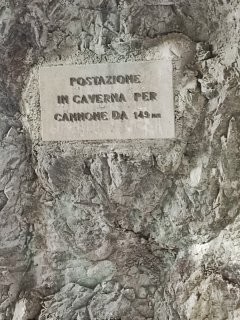 POSTAZIONE
IN CAVERNA PER
CANNONE DA 149 mm